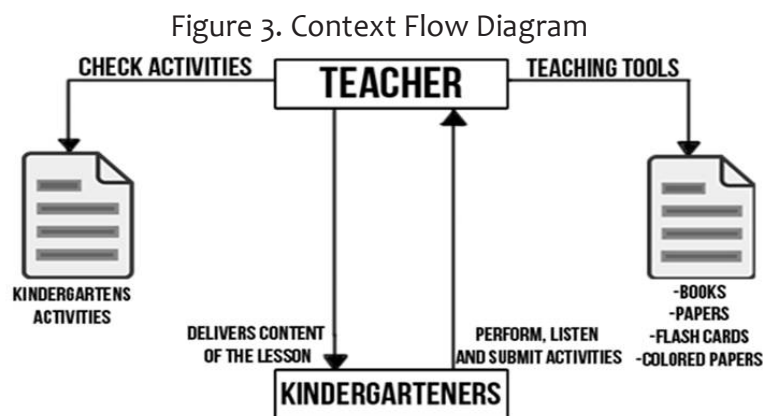 Figure 3. Context Flow Diagram
CHECK ACTIVITIES
TEACHER
TEACHING TOOLS
KINDERGARTENS
ACTIVITIES
DELIVERS CONTENT
OF THE LESSON
PERFORM, LISTEN
AND SUBMIT ACTIVITIES
-BOOKS
-PAPERS
-FLASH CARDS
-COLORED PAPERS
KINDERGARTENERS